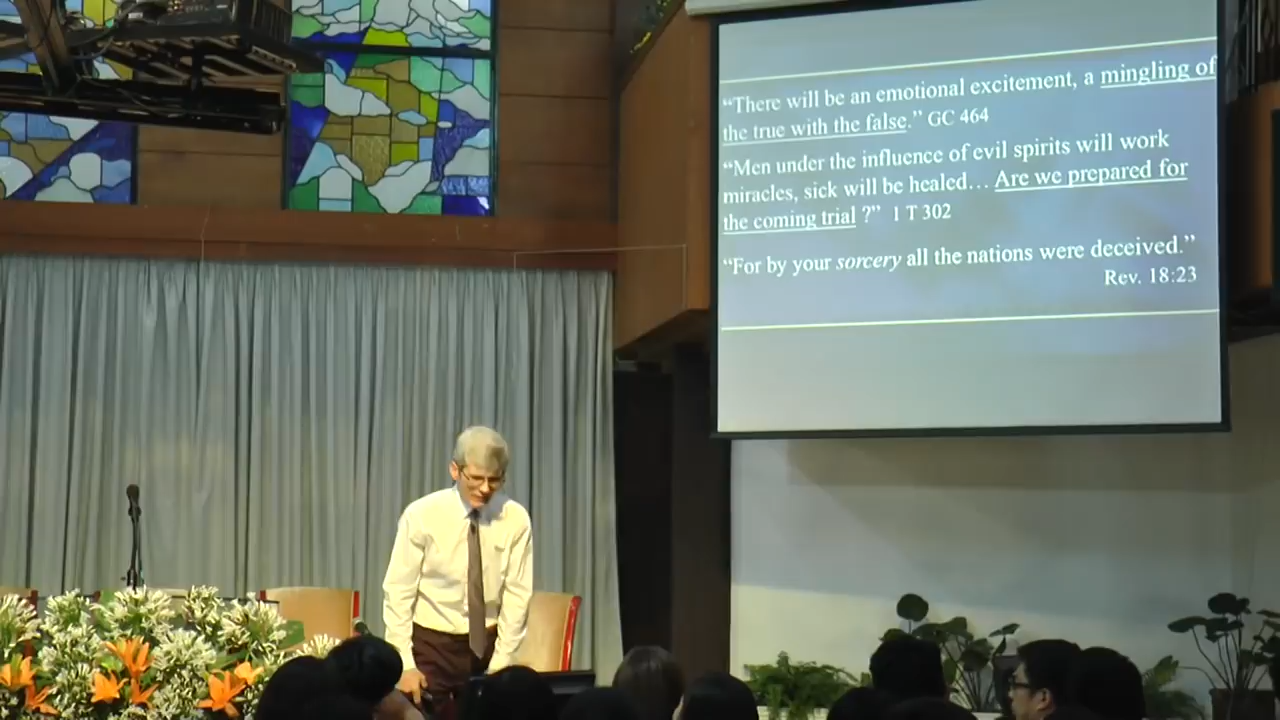 “There will be an emotional excitement, a mingling of
the true with the false.” GC 464
“Men under the influence of evil spirits will work
miracles, sick will be healed… Are we prepared for
the coming trial ?” 1 T 302
“For by your sorcery all the nations were deceived.”
Rev. 18:23